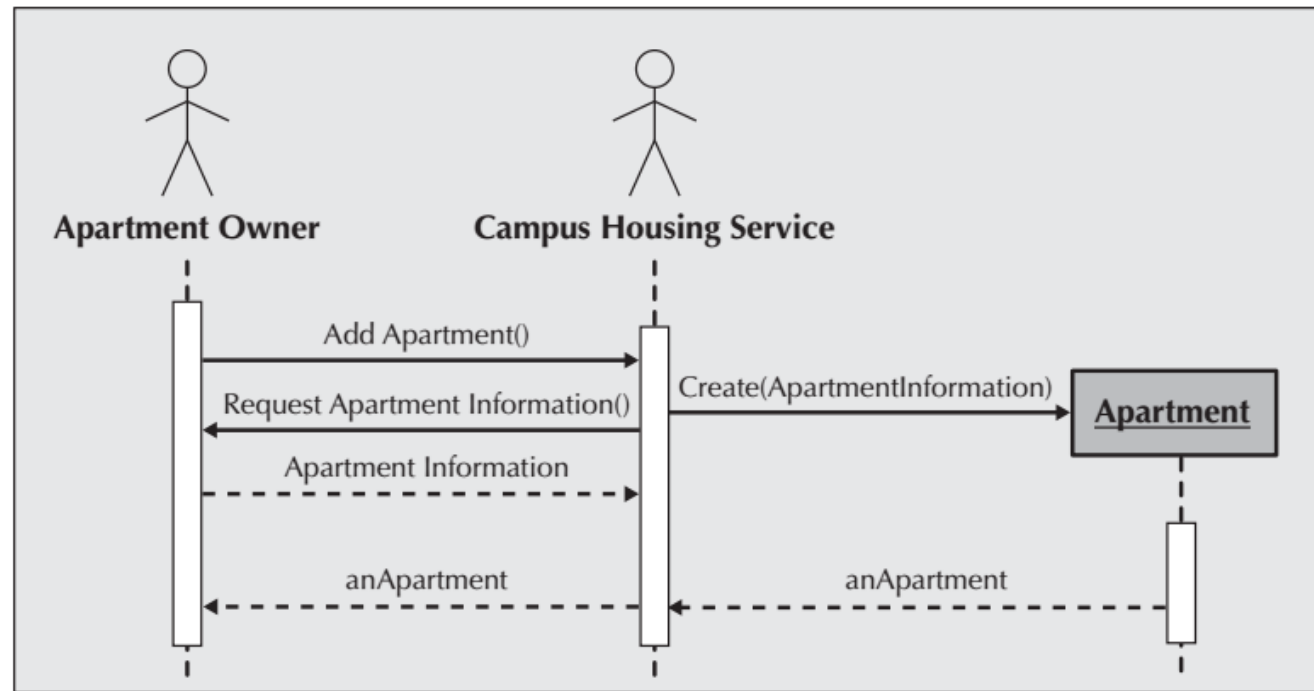 Apartment Owner
Campus Housing Service
Add Apartment()
Create(ApartmentInformation)
Apartment
Request Apartment Information()
Apartment Information
anApartment
anApartment